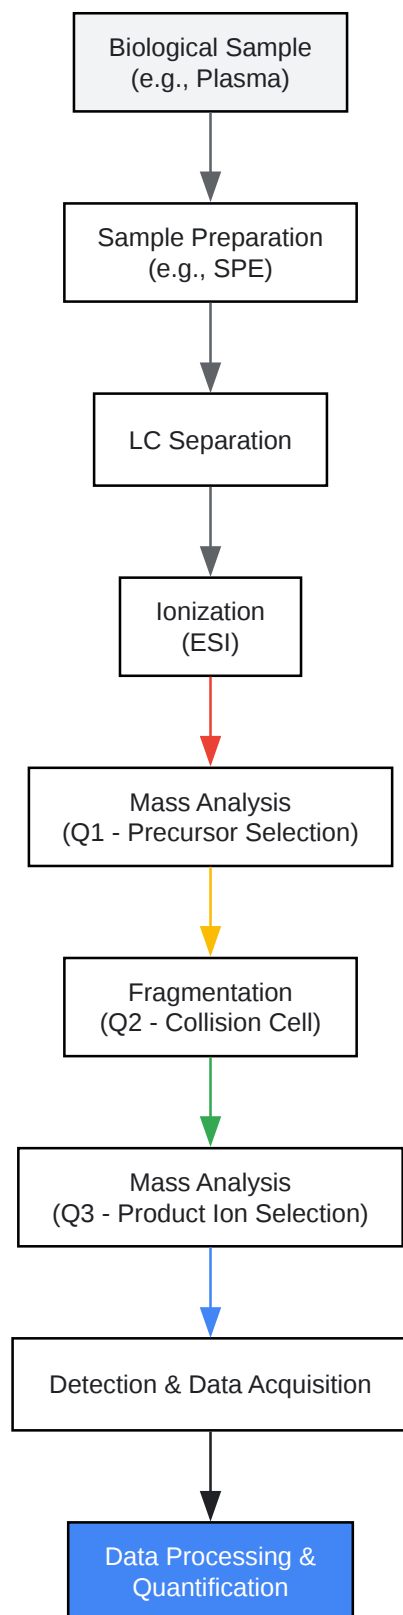 Biological Sample
(e.g., Plasma)
Sample Preparation
(e.g., SPE)
LC Separation
Ionization
(ESI)
Mass Analysis
(Q1 - Precursor Selection)
Fragmentation
(Q2 - Collision Cell)
Mass Analysis
(Q3 - Product Ion Selection)
Detection & Data Acquisition
Data Processing &
Quantification